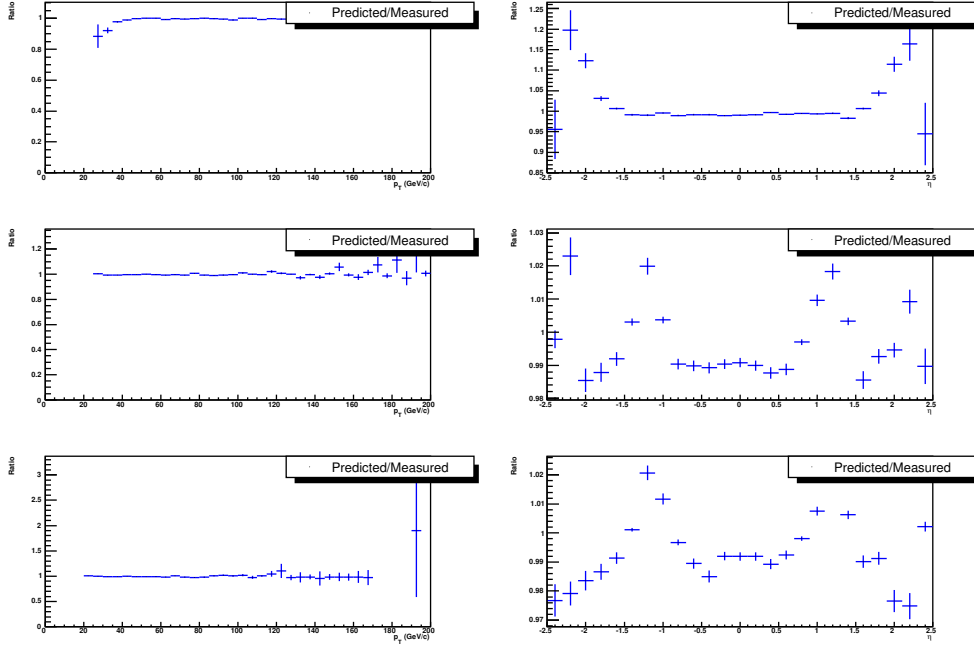 Ratio
Predicted/Measured
1
0.8
0.6
0.4
0.2
0
0 20 40 60 80 100 120 140 160 180 200
p_T (GeV/c)
Ratio
Predicted/Measured
1.25
1.2
1.15
1.1
1.05
1
0.95
0.9
0.85
-2.5 -2 -1.5 -1 -0.5 0 0.5 1 1.5 2 2.5
η
Ratio
Predicted/Measured
1.2
1
0.8
0.6
0.4
0.2
0
0 20 40 60 80 100 120 140 160 180 200
p_T (GeV/c)
Ratio
Predicted/Measured
1.03
1.02
1.01
1
0.99
0.98
-2.5 -2 -1.5 -1 -0.5 0 0.5 1 1.5 2 2.5
η
Ratio
Predicted/Measured
3
2.5
2
1.5
1
0.5
0
0 20 40 60 80 100 120 140 160 180 200
p_T (GeV/c)
Ratio
Predicted/Measured
1.02
1.01
1
0.99
0.98
0.97
-2.5 -2 -1.5 -1 -0.5 0 0.5 1 1.5 2 2.5
η